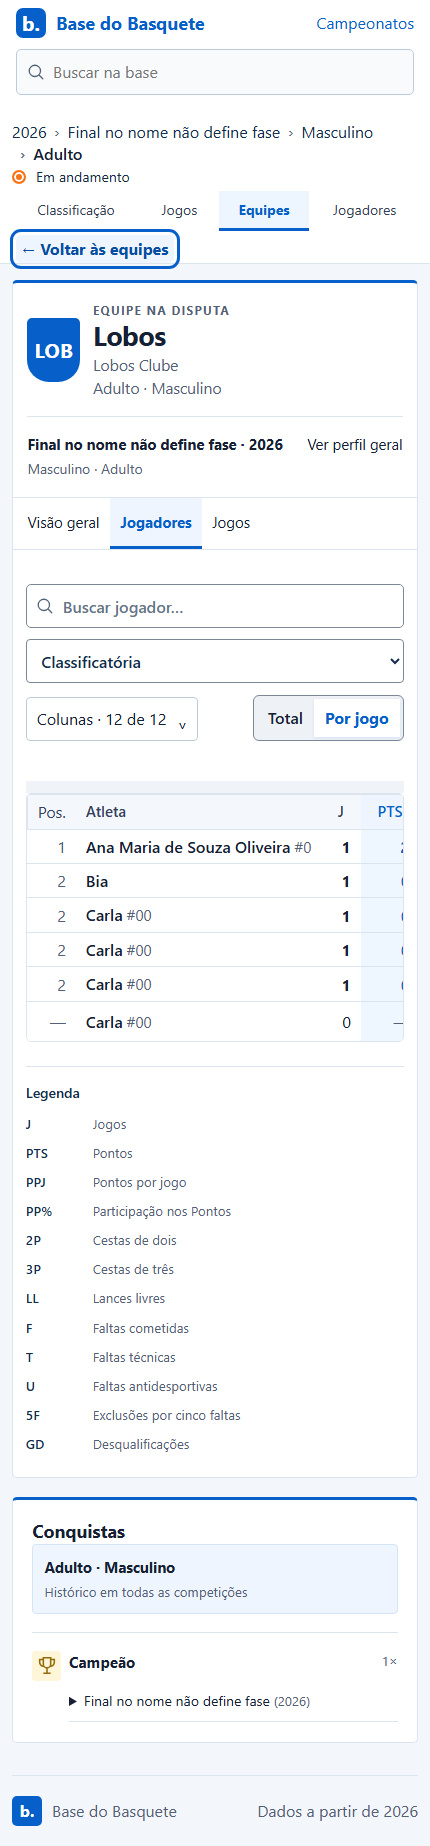 b. Base do Basquete Campeonatos
Buscar na base
2026 › Final no nome não define fase › Masculino
› Adulto
Em andamento
Classificação Jogos Equipes Jogadores
← Voltar às equipes
EQUIPE NA DISPUTA
LOB Lobos
Lobos Clube
Adulto · Masculino
Final no nome não define fase · 2026 Ver perfil geral
Masculino · Adulto
Visão geral Jogadores Jogos
Buscar jogador...
Classificatória
Colunas · 12 de 12 v Total Por jogo
Pos. Atleta J PTS
1 Ana Maria de Souza Oliveira #0 1
2 Bia 1
2 Carla #00 1
2 Carla #00 1
2 Carla #00 1
— Carla #00 0 —
Legenda
J Jogos
PTS Pontos
PPJ Pontos por jogo
PP% Participação nos Pontos
2P Cestas de dois
3P Cestas de três
LL Lances livres
F Faltas cometidas
T Faltas técnicas
U Faltas antidesportivas
5F Exclusões por cinco faltas
GD Desqualificações
Conquistas
Adulto · Masculino
Histórico em todas as competições
Campeão 1×
▶ Final no nome não define fase (2026)
b. Base do Basquete Dados a partir de 2026